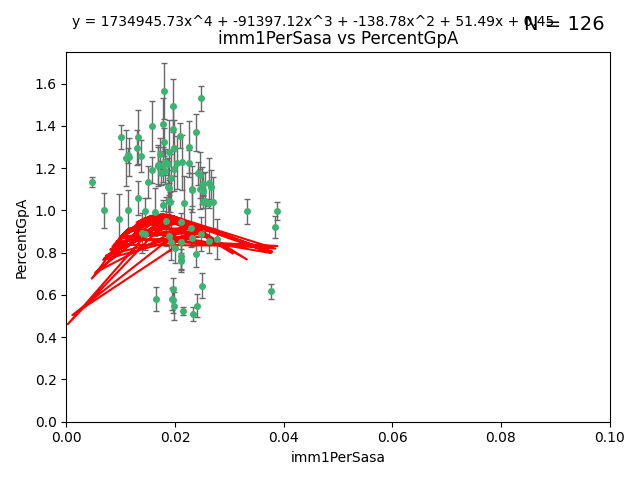 y = 1734945.73x^4 + -91397.12x^3 + -138.78x^2 + 51.49x + 0.45
N = 126
imm1PerSasa vs PercentGpA
PercentGpA
1.6
1.4
1.2
1.0
0.8
0.6
0.4
0.2
0.0
0.00 0.02 0.04 0.06 0.08 0.10
imm1PerSasa